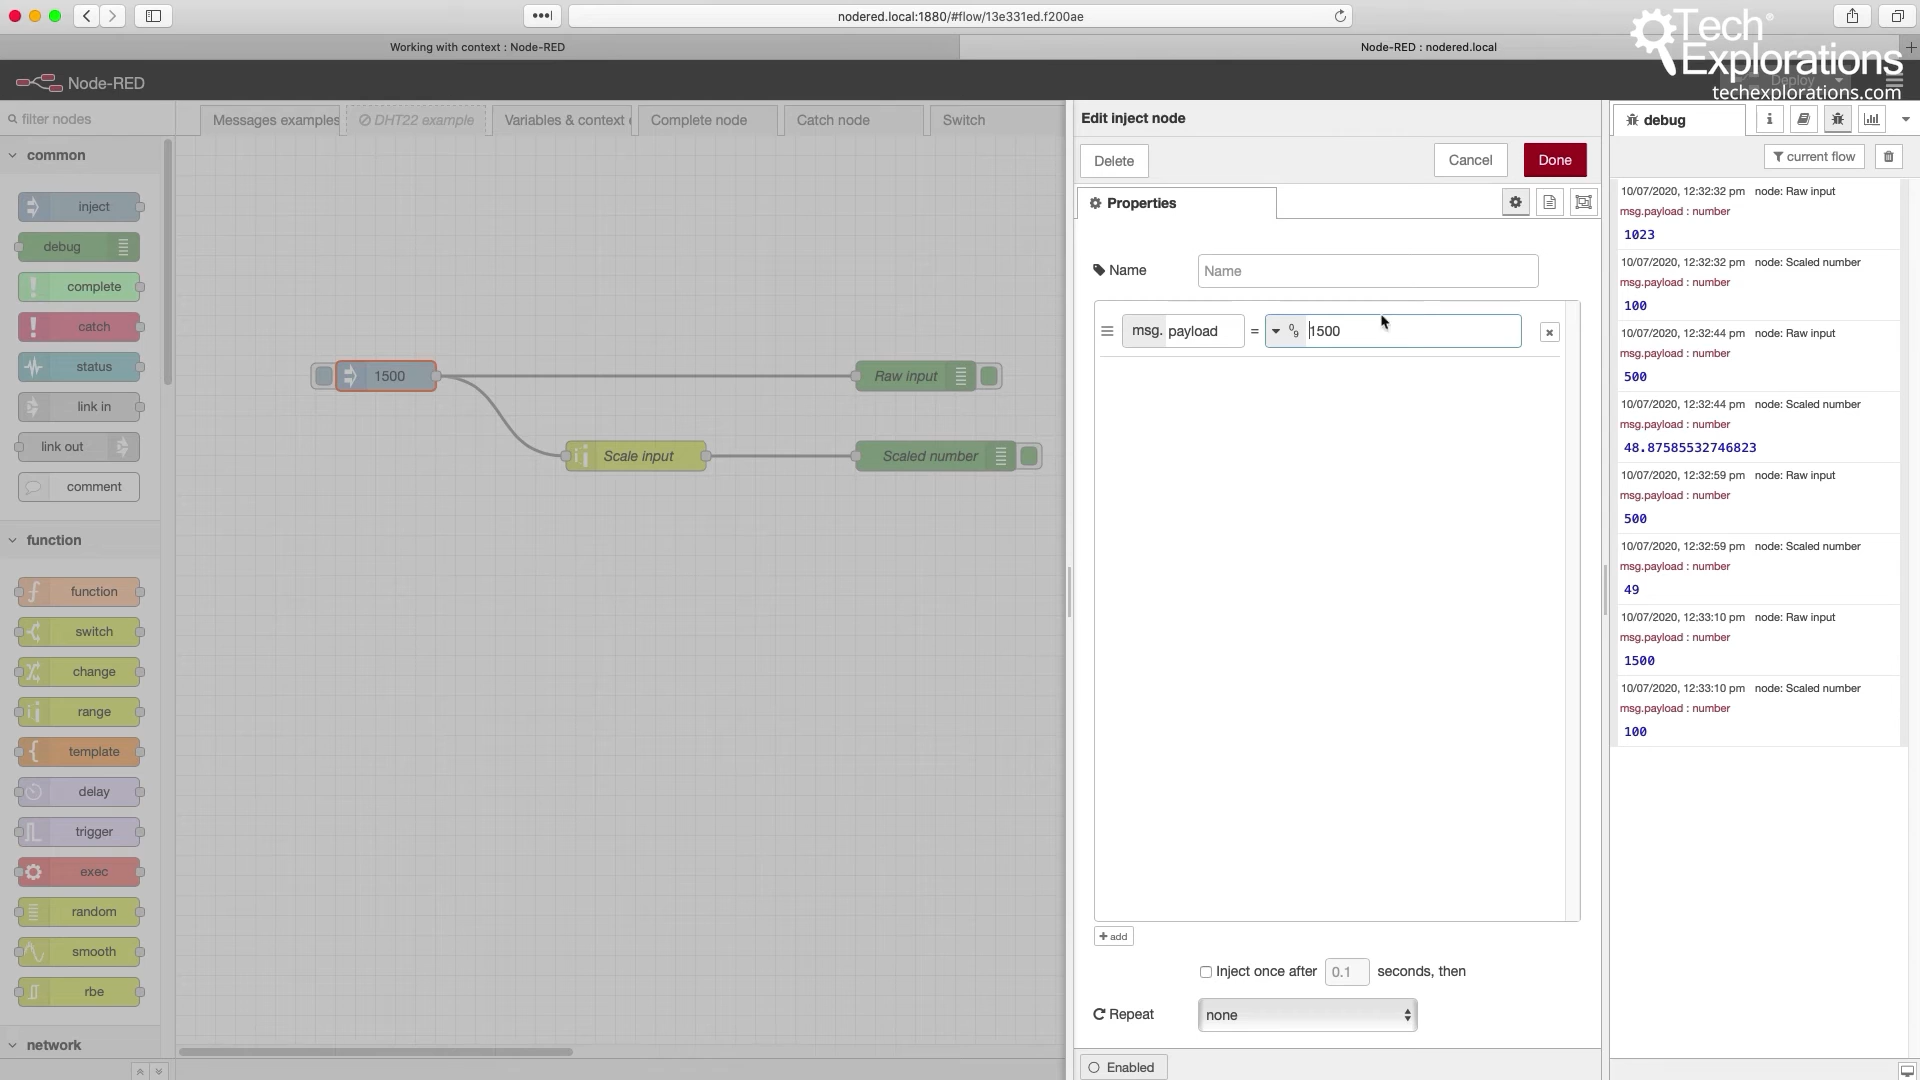 nodered.local:1880/#flow/13e331ed.f200ae
Working with context : Node-RED
Node-RED : nodered.local
Tech
Explorations
techexplorations.com
Node-RED
Deploy
filter nodes
Messages examples
DHT22 example
Variables & context
Complete node
Catch node
Switch
common
inject
debug
complete
catch
status
link in
link out
comment
function
function
switch
change
range
template
delay
trigger
exec
random
smooth
rbe
network
1500
Raw input
Scale input
Scaled number
Edit inject node
Delete
Cancel
Done
Properties
Name
Name
msg. payload = 1500
+ add
Inject once after 0.1 seconds, then
Repeat none
Enabled
debug
current flow
10/07/2020, 12:32:32 pm node: Raw input
msg.payload : number
1023
10/07/2020, 12:32:32 pm node: Scaled number
msg.payload : number
100
10/07/2020, 12:32:44 pm node: Raw input
msg.payload : number
500
10/07/2020, 12:32:44 pm node: Scaled number
msg.payload : number
48.87585532746823
10/07/2020, 12:32:59 pm node: Raw input
msg.payload : number
500
10/07/2020, 12:32:59 pm node: Scaled number
msg.payload : number
49
10/07/2020, 12:33:10 pm node: Raw input
msg.payload : number
1500
10/07/2020, 12:33:10 pm node: Scaled number
msg.payload : number
100